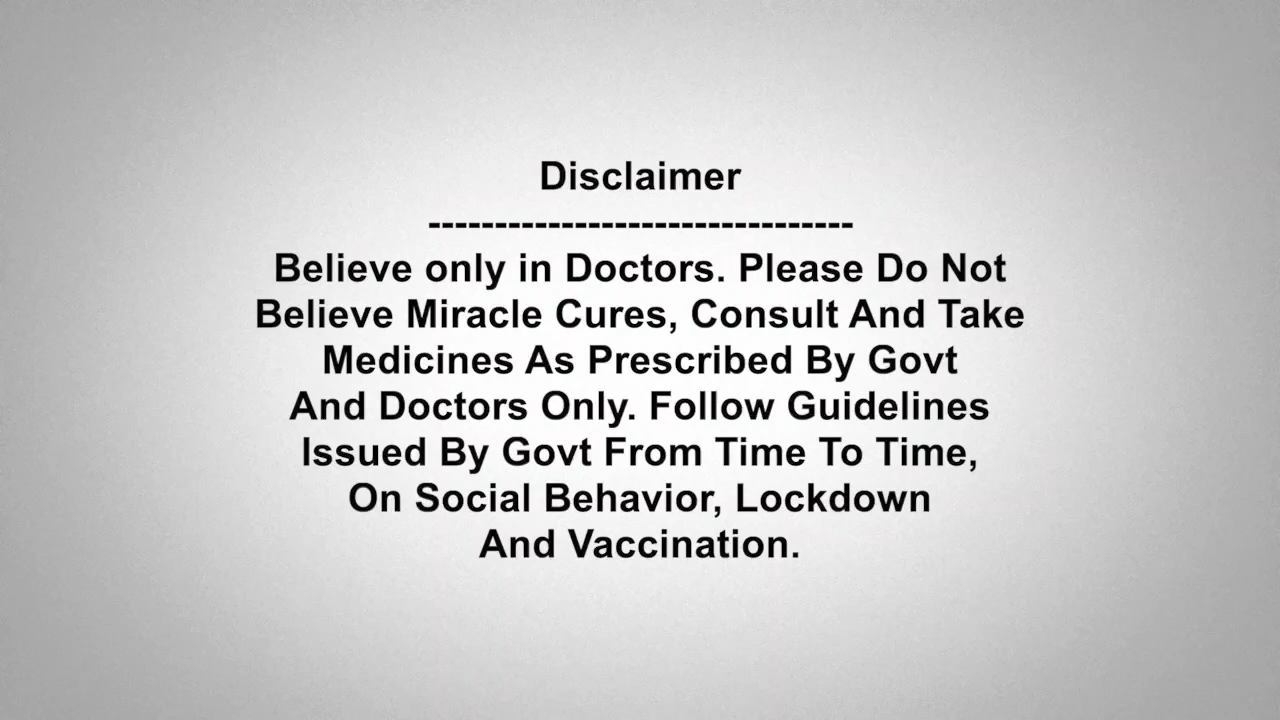 Disclaimer
--------------------------------
Believe only in Doctors. Please Do Not
Believe Miracle Cures, Consult And Take
Medicines As Prescribed By Govt
And Doctors Only. Follow Guidelines
Issued By Govt From Time To Time,
On Social Behavior, Lockdown
And Vaccination.